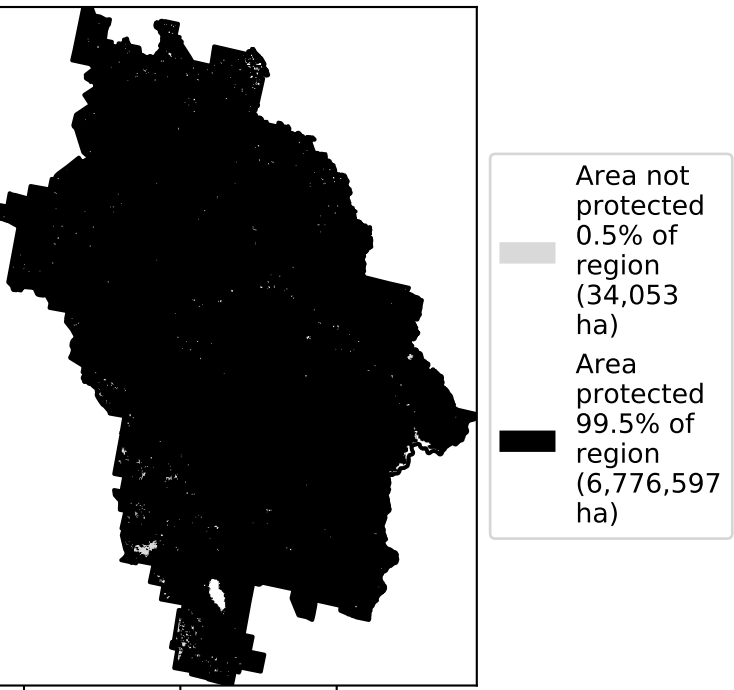 Area not
protected
0.5% of
region
(34,053
ha)
Area
protected
99.5% of
region
(6,776,597
ha)